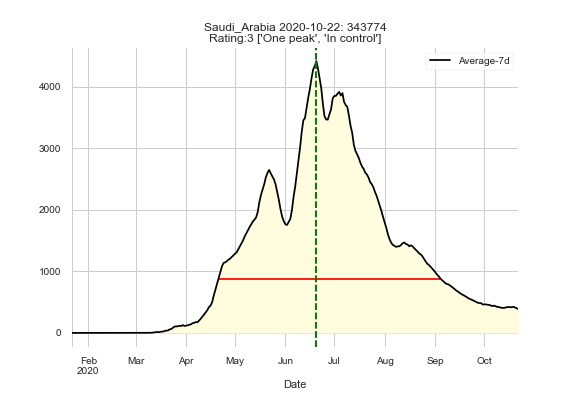 Saudi_Arabia 2020-10-22: 343774
Rating:3 ['One peak', 'In control']
Average-7d
4000
3000
2000
1000
0
Feb Mar Apr May Jun Jul Aug Sep Oct
2020
Date